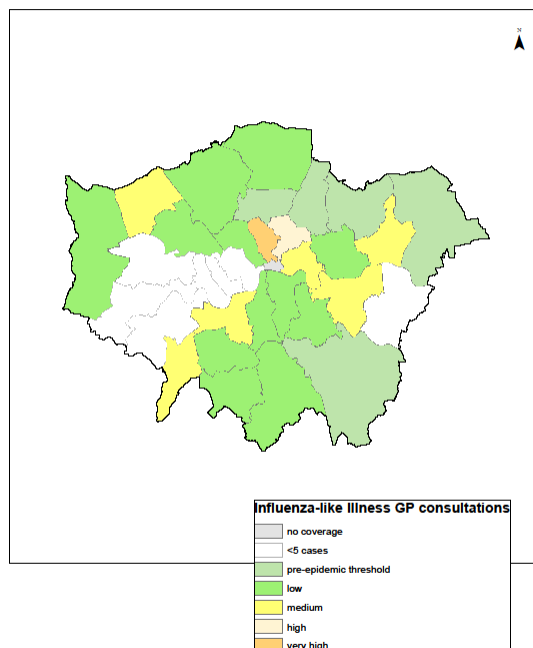 N
Influenza-like Illness GP consultations
no coverage
<5 cases
pre-epidemic threshold
low
medium
high
very high